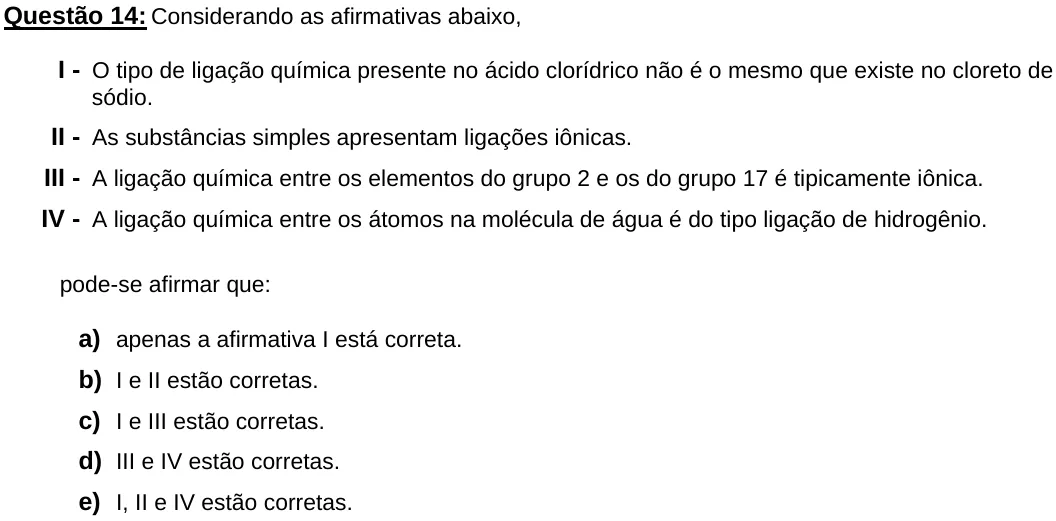 Questão 14: Considerando as afirmativas abaixo,
I - O tipo de ligação química presente no ácido clorídrico não é o mesmo que existe no cloreto de
sódio.
II - As substâncias simples apresentam ligações iônicas.
III - A ligação química entre os elementos do grupo 2 e os do grupo 17 é tipicamente iônica.
IV - A ligação química entre os átomos na molécula de água é do tipo ligação de hidrogênio.
pode-se afirmar que:
a) apenas a afirmativa I está correta.
b) I e II estão corretas.
c) I e III estão corretas.
d) III e IV estão corretas.
e) I, II e IV estão corretas.